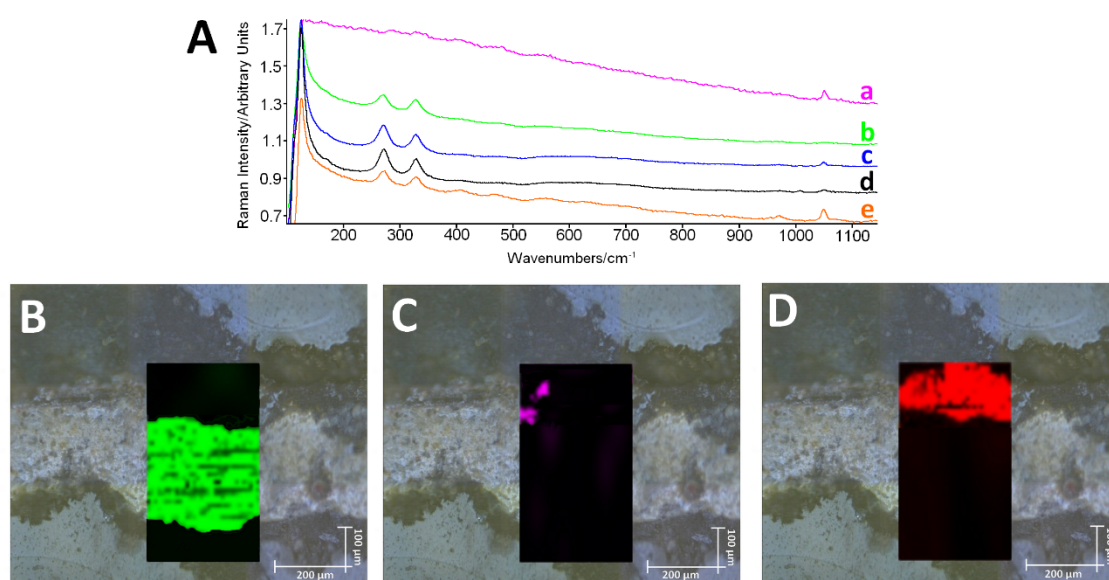 A
Raman Intensity/Arbitrary Units
1.7
1.5
1.3
1.1
0.9
0.7
a
b
c
d
e
200 300 400 500 600 700 800 900 1000 1100
Wavenumbers/cm⁻¹
B
C
D
100 µm
200 µm
100 µm
200 µm
100 µm
200 µm